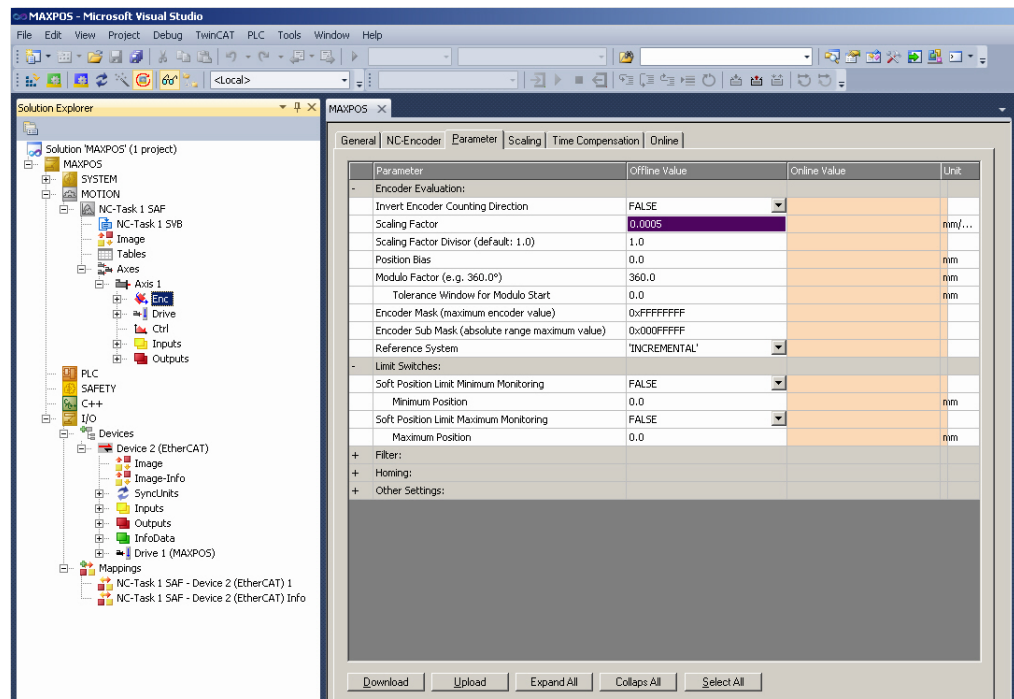 MAXPOS - Microsoft Visual Studio
File Edit View Project Debug TwinCAT PLC Tools Window Help
<Local>
Solution Explorer
MAXPOS
Solution 'MAXPOS' (1 project)
MAXPOS
SYSTEM
MOTION
NC-Task 1 SAF
NC-Task 1 SVB
Image
Tables
Axes
Axis 1
Enc
Drive
Ctrl
Inputs
Outputs
PLC
SAFETY
C++
I/O
Devices
Device 2 (EtherCAT)
Image
Image-Info
SyncUnits
Inputs
Outputs
InfoData
Drive 1 (MAXPOS)
Mappings
NC-Task 1 SAF - Device 2 (EtherCAT) 1
NC-Task 1 SAF - Device 2 (EtherCAT) Info
General NC-Encoder Parameter Scaling Time Compensation Online
Parameter Offline Value Online Value Unit
- Encoder Evaluation:
Invert Encoder Counting Direction FALSE
Scaling Factor 0.0005 mm/...
Scaling Factor Divisor (default: 1.0) 1.0
Position Bias 0.0 mm
Modulo Factor (e.g. 360.0°) 360.0 mm
Tolerance Window for Modulo Start 0.0 mm
Encoder Mask (maximum encoder value) 0xFFFFFFFF
Encoder Sub Mask (absolute range maximum value) 0x000FFFFF
Reference System 'INCREMENTAL'
- Limit Switches:
Soft Position Limit Minimum Monitoring FALSE
Minimum Position 0.0 mm
Soft Position Limit Maximum Monitoring FALSE
Maximum Position 0.0 mm
+ Filter:
+ Homing:
+ Other Settings:
Download Upload Expand All Collaps All Select All